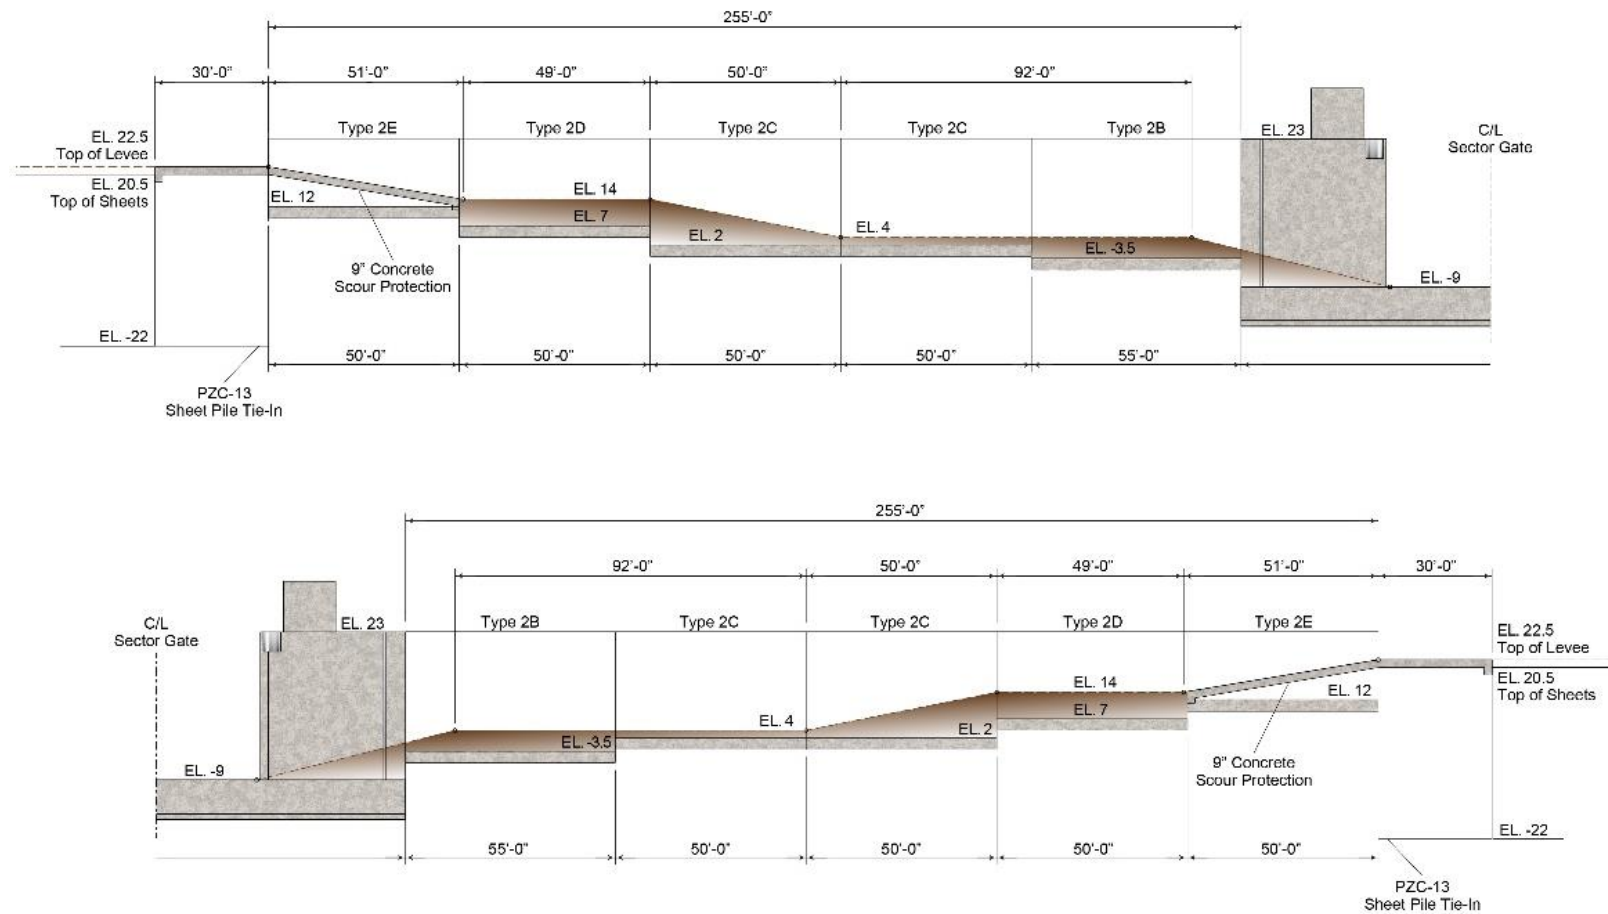 255'-0"
30'-0"
51'-0"
49'-0"
50'-0"
92'-0"
Type 2E
Type 2D
Type 2C
Type 2C
Type 2B
EL. 23
C/L
Sector Gate
EL. 22.5
Top of Levee
EL. 20.5
Top of Sheets
EL. 12
EL. 14
EL. 7
EL. 2
EL. 4
EL. -3.5
EL. -9
9" Concrete
Scour Protection
EL. -22
50'-0"
50'-0"
50'-0"
50'-0"
55'-0"
PZC-13
Sheet Pile Tie-In
255'-0"
92'-0"
50'-0"
49'-0"
51'-0"
30'-0"
C/L
Sector Gate
EL. 23
Type 2B
Type 2C
Type 2C
Type 2D
Type 2E
EL. 22.5
Top of Levee
EL. 20.5
Top of Sheets
EL. 14
EL. 12
EL. 7
EL. 4
EL. 2
EL. -3.5
EL. -9
9" Concrete
Scour Protection
EL. -22
55'-0"
50'-0"
50'-0"
50'-0"
50'-0"
PZC-13
Sheet Pile Tie-In